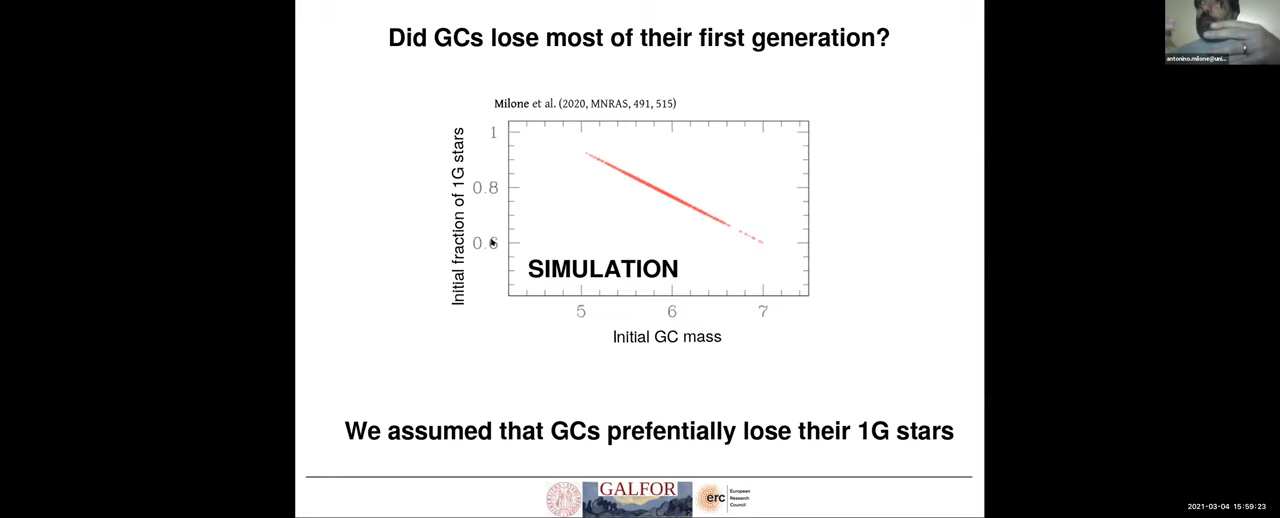 Did GCs lose most of their first generation?
antonino.milone@uni...
Milone et al. (2020, MNRAS, 491, 515)
Initial fraction of 1G stars
1
0.8
0.6
SIMULATION
5 6 7
Initial GC mass
We assumed that GCs prefentially lose their 1G stars
GALFOR
erc
European
Research
Council
2021-03-04 15:59:23